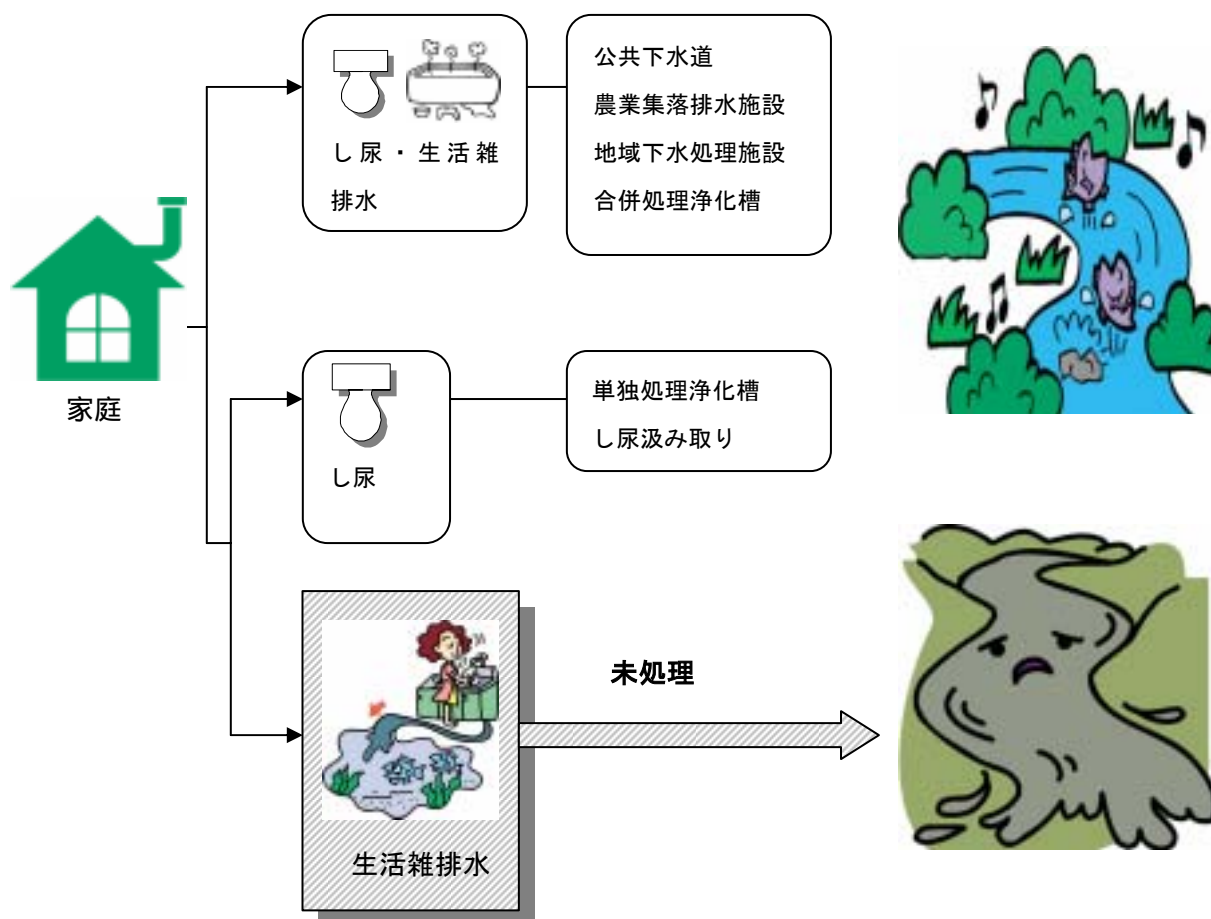 し尿・生活雑
排水
公共下水道
農業集落排水施設
地域下水処理施設
合併処理浄化槽
家庭
し尿
単独処理浄化槽
し尿汲み取り
未処理
生活雑排水